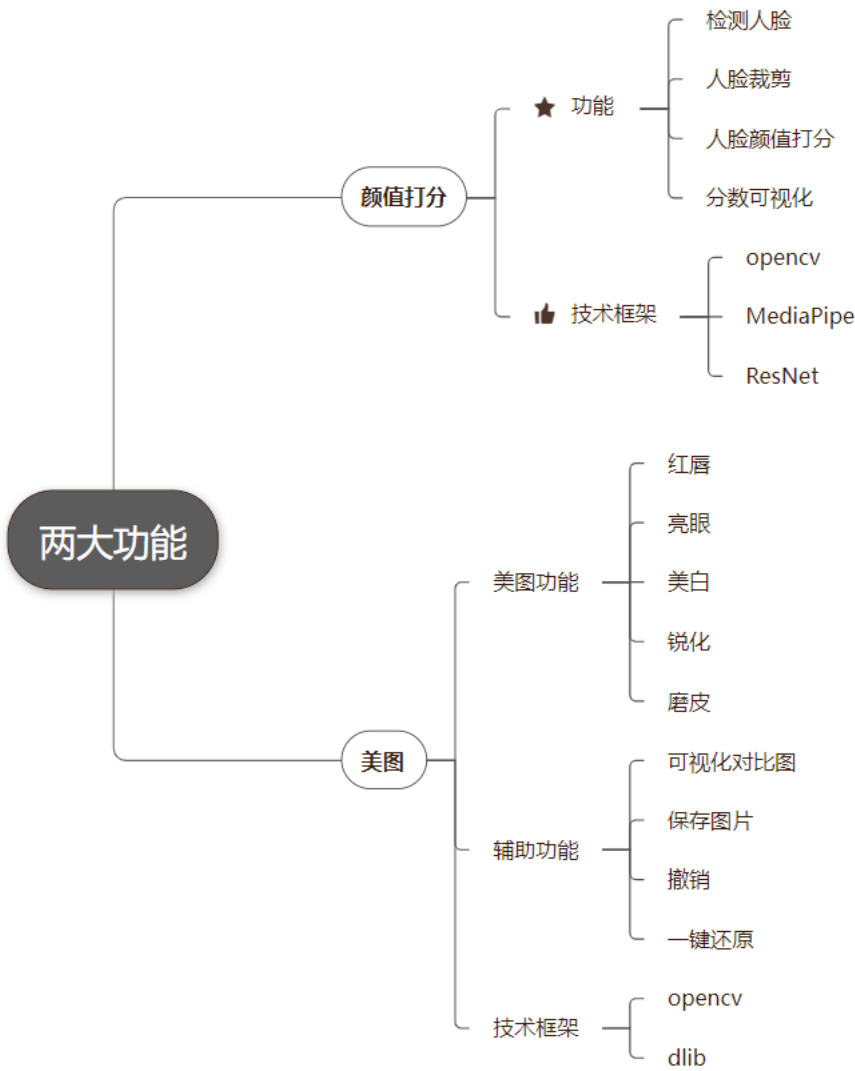 两大功能
颜值打分
功能
检测人脸
人脸裁剪
人脸颜值打分
分数可视化
技术框架
opencv
MediaPipe
ResNet
美图
美图功能
红唇
亮眼
美白
锐化
磨皮
辅助功能
可视化对比图
保存图片
撤销
一键还原
技术框架
opencv
dlib